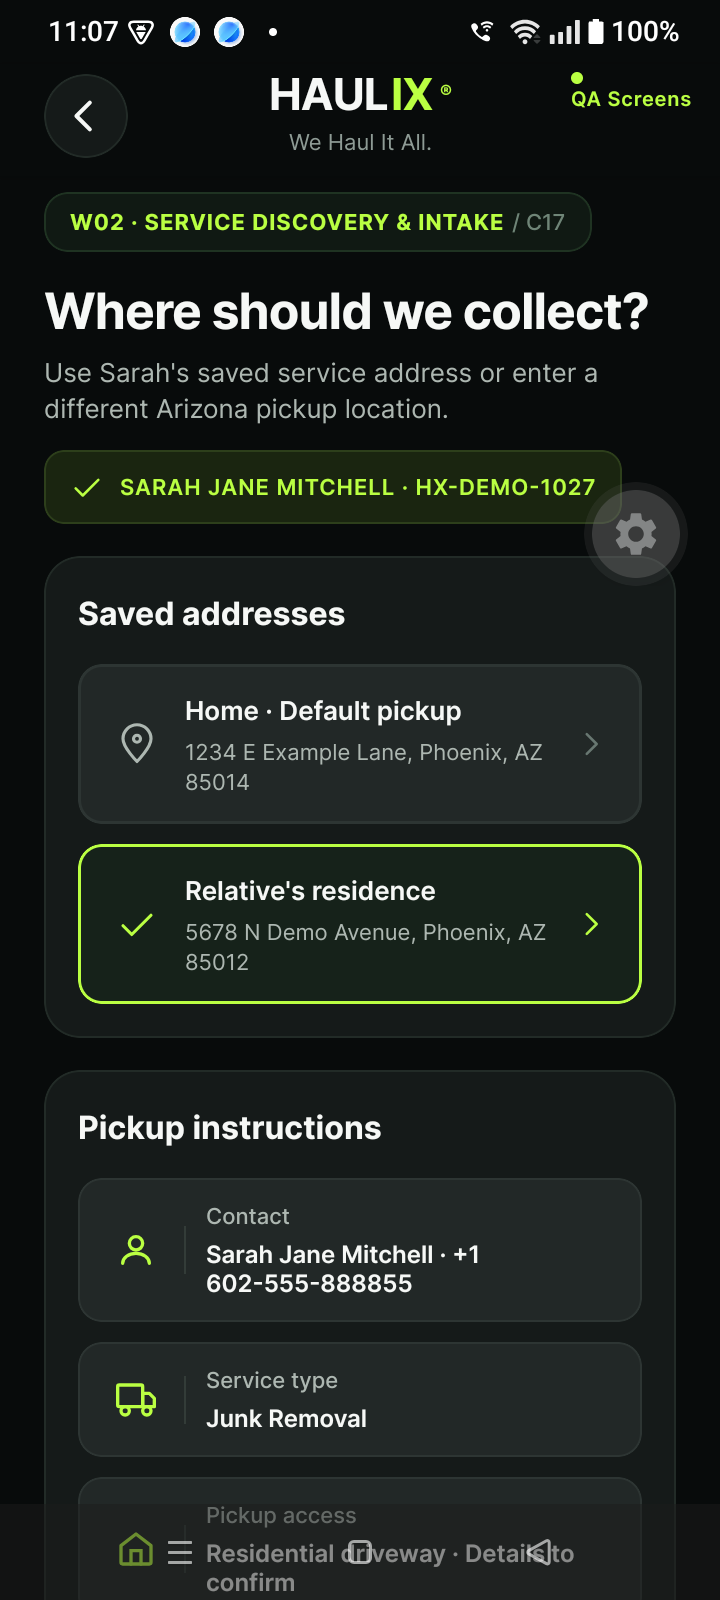 11:07
100%
HAULIX ®
We Haul It All.
QA Screens
W02 · SERVICE DISCOVERY & INTAKE / C17
Where should we collect?
Use Sarah's saved service address or enter a
different Arizona pickup location.
SARAH JANE MITCHELL · HX-DEMO-1027
Saved addresses
Home · Default pickup
1234 E Example Lane, Phoenix, AZ
85014
Relative's residence
5678 N Demo Avenue, Phoenix, AZ
85012
Pickup instructions
Contact
Sarah Jane Mitchell · +1
602-555-888855
Service type
Junk Removal
Pickup access
Residential driveway · Details to
confirm